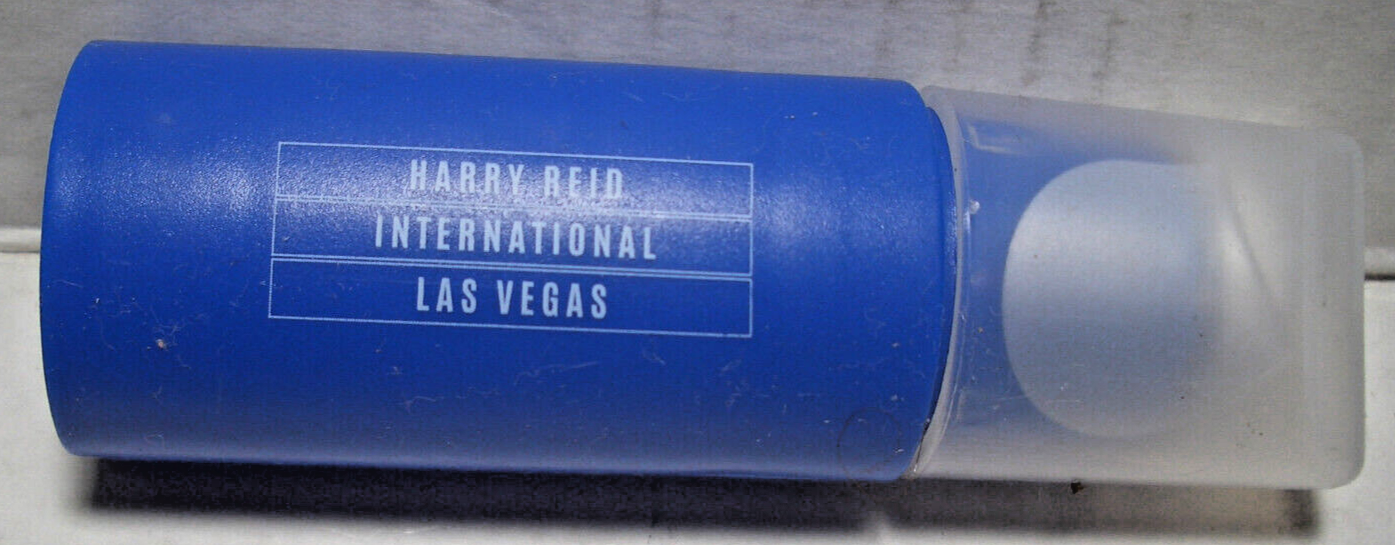 HARRY REID
INTERNATIONAL
LAS VEGAS